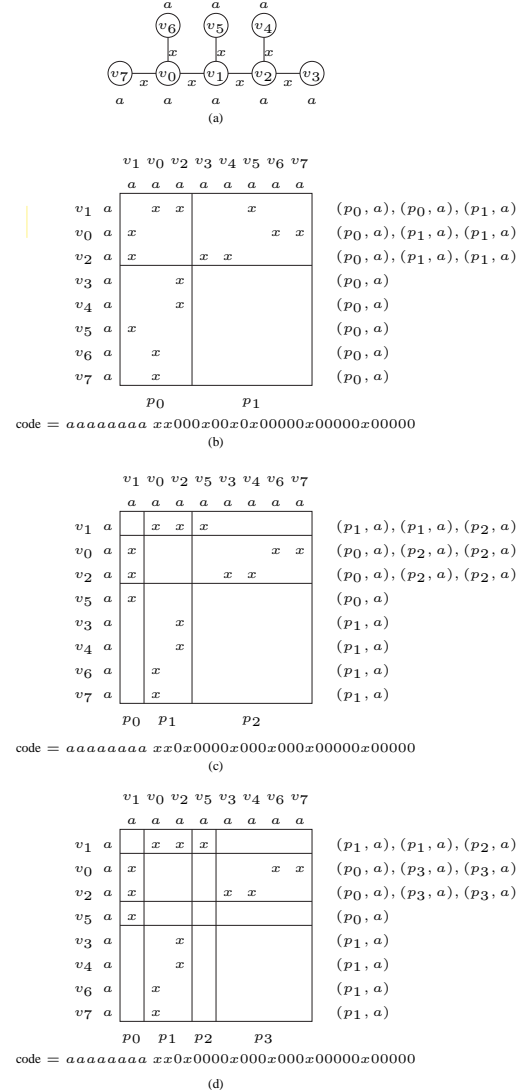 a a a
v6 v5 v4
x x x
v7 v0 v1 v2 v3
x x x x
a a a a a
(a)
v1 v0 v2 v3 v4 v5 v6 v7
a a a a a a a a
v1 a x x x (p0, a), (p0, a), (p1, a)
v0 a x x x (p0, a), (p1, a), (p1, a)
v2 a x x x (p0, a), (p1, a), (p1, a)
v3 a x (p0, a)
v4 a x (p0, a)
v5 a x (p0, a)
v6 a x (p0, a)
v7 a x (p0, a)
p0 p1
code = aaaaaaaa xx000x00x0x00000x00000x00000
(b)
v1 v0 v2 v5 v3 v4 v6 v7
a a a a a a a a
v1 a x x x (p1, a), (p1, a), (p2, a)
v0 a x x x (p0, a), (p2, a), (p2, a)
v2 a x x x (p0, a), (p2, a), (p2, a)
v5 a x (p0, a)
v3 a x (p1, a)
v4 a x (p1, a)
v6 a x (p1, a)
v7 a x (p1, a)
p0 p1 p2
code = aaaaaaaa xx0x0000x000x000x00000x00000
(c)
v1 v0 v2 v5 v3 v4 v6 v7
a a a a a a a a
v1 a x x x (p1, a), (p1, a), (p2, a)
v0 a x x x (p0, a), (p3, a), (p3, a)
v2 a x x x (p0, a), (p3, a), (p3, a)
v5 a x (p0, a)
v3 a x (p1, a)
v4 a x (p1, a)
v6 a x (p1, a)
v7 a x (p1, a)
p0 p1 p2 p3
code = aaaaaaaa xx0x0000x000x000x00000x00000
(d)